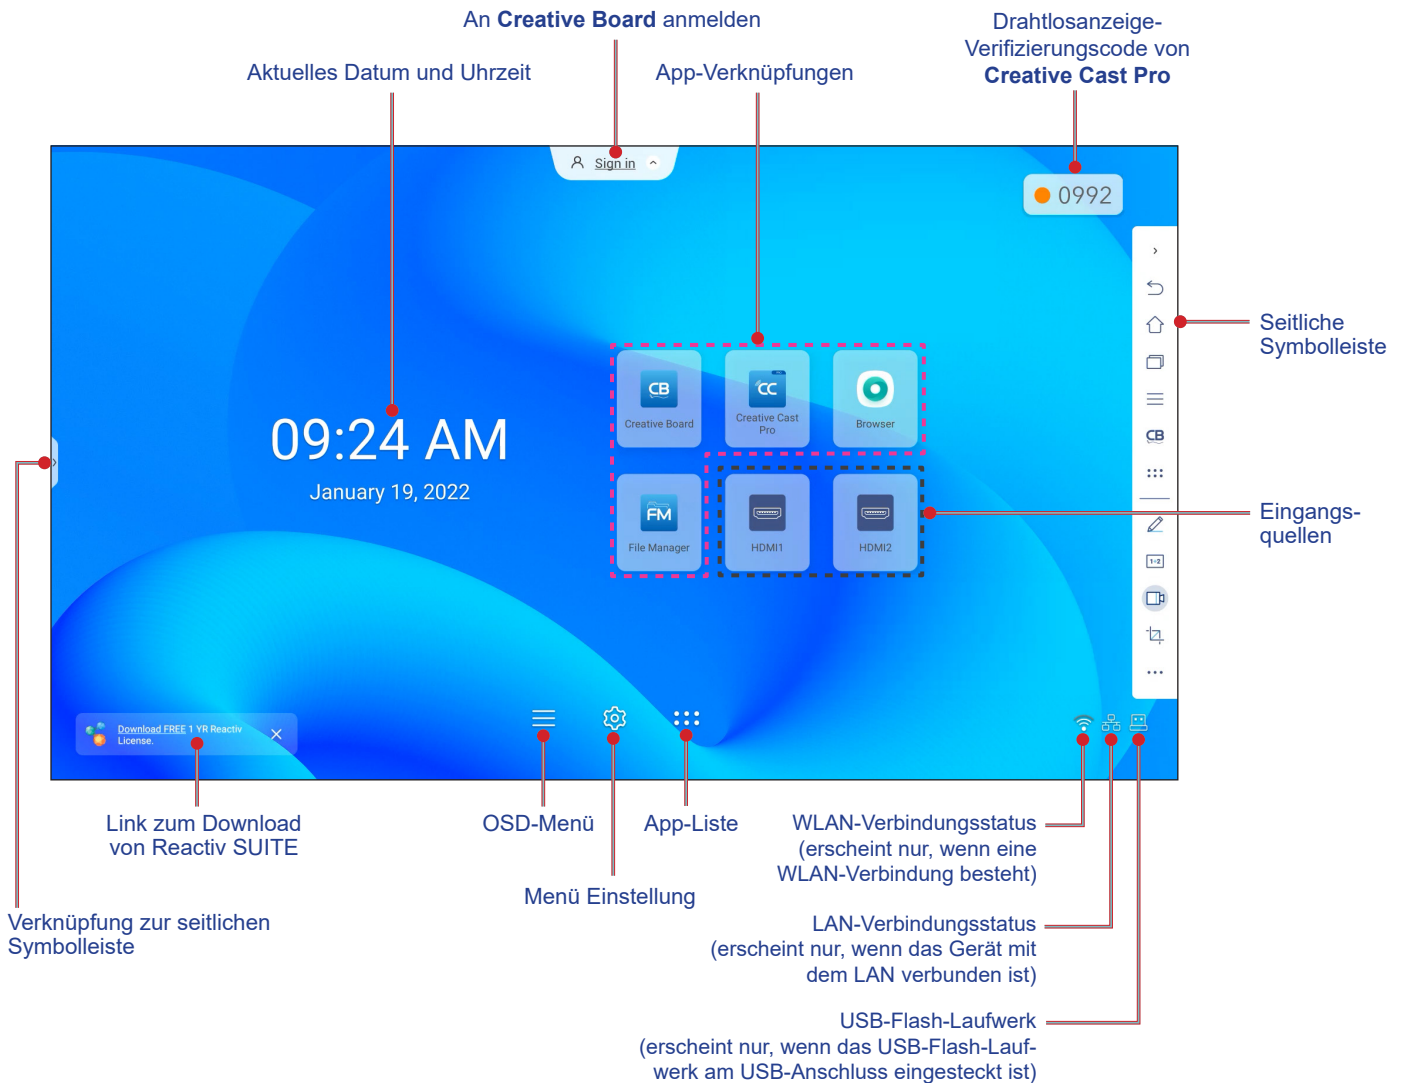 An Creative Board anmelden
Drahtlosanzeige-
Verifizierungscode von
Creative Cast Pro
Aktuelles Datum und Uhrzeit
App-Verknüpfungen
Sign in
0992
Seitliche
Symbolleiste
CB
Creative Board
CC
Creative Cast
Pro
Browser
CB
09:24 AM
January 19, 2022
FM
File Manager
HDMI1
HDMI2
Eingangs-
quellen
1-2
Download FREE 1 YR Reactiv
License.
Link zum Download
von Reactiv SUITE
OSD-Menü
App-Liste
Menü Einstellung
WLAN-Verbindungsstatus
(erscheint nur, wenn eine
WLAN-Verbindung besteht)
Verknüpfung zur seitlichen
Symbolleiste
LAN-Verbindungsstatus
(erscheint nur, wenn das Gerät mit
dem LAN verbunden ist)
USB-Flash-Laufwerk
(erscheint nur, wenn das USB-Flash-Lauf-
werk am USB-Anschluss eingesteckt ist)